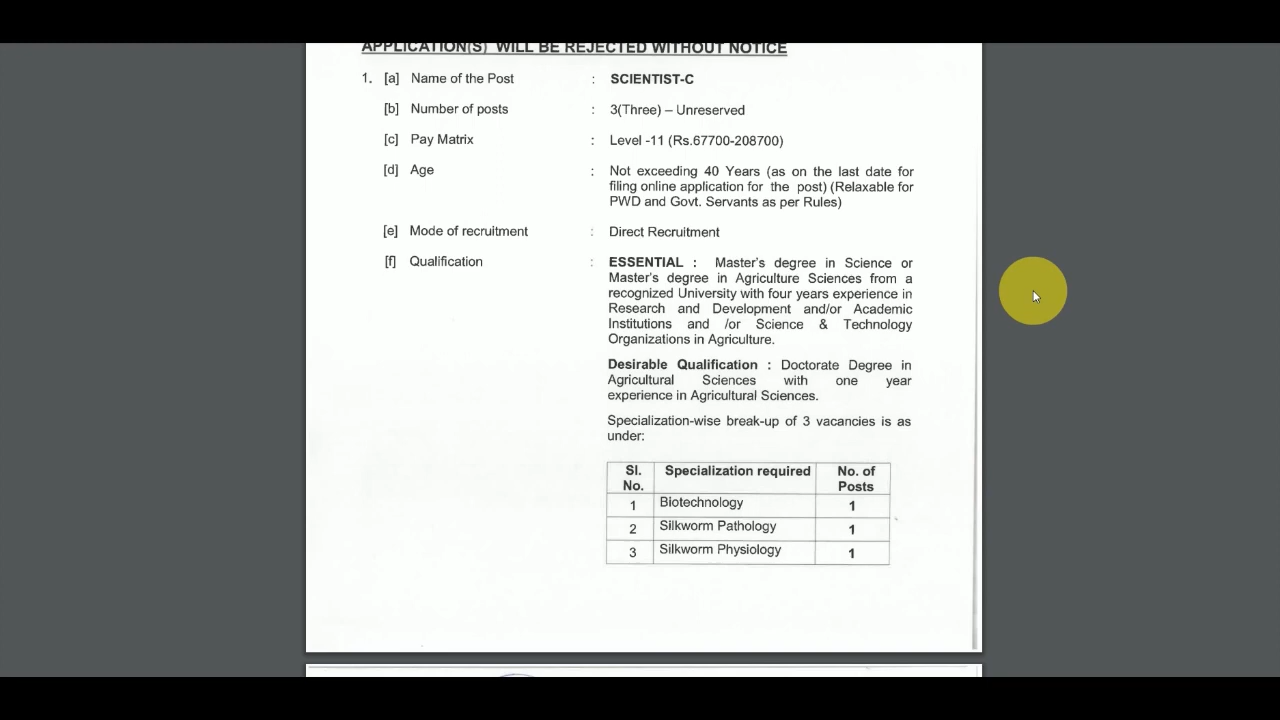 APPLICATION(S) WILL BE REJECTED WITHOUT NOTICE
1. [a] Name of the Post : SCIENTIST-C
[b] Number of posts : 3(Three) – Unreserved
[c] Pay Matrix : Level -11 (Rs.67700-208700)
[d] Age : Not exceeding 40 Years (as on the last date for
filing online application for the post) (Relaxable for
PWD and Govt. Servants as per Rules)
[e] Mode of recruitment : Direct Recruitment
[f] Qualification : ESSENTIAL : Master's degree in Science or
Master's degree in Agriculture Sciences from a
recognized University with four years experience in
Research and Development and/or Academic
Institutions and /or Science & Technology
Organizations in Agriculture.
Desirable Qualification : Doctorate Degree in
Agricultural Sciences with one year
experience in Agricultural Sciences.
Specialization-wise break-up of 3 vacancies is as
under:
Sl. No. Specialization required No. of Posts
1 Biotechnology 1
2 Silkworm Pathology 1
3 Silkworm Physiology 1